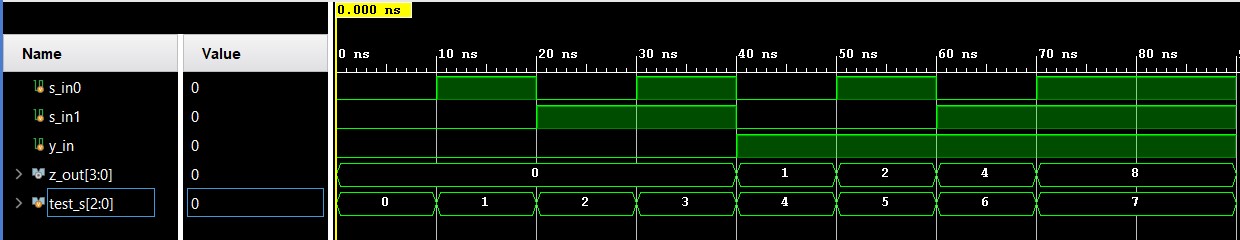 0.000 ns
Name Value
0 ns 10 ns 20 ns 30 ns 40 ns 50 ns 60 ns 70 ns 80 ns
s_in0 0
s_in1 0
y_in 0
z_out[3:0] 0 0 1 2 4 8
test_s[2:0] 0 0 1 2 3 4 5 6 7